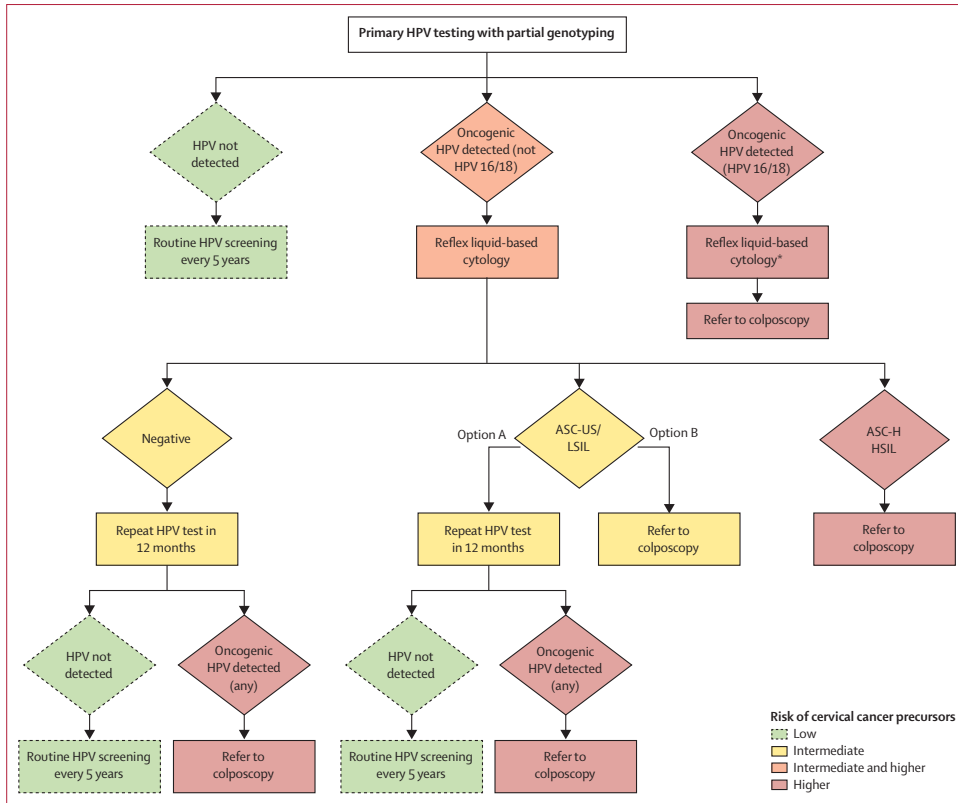 Primary HPV testing with partial genotyping
HPV not
detected
Oncogenic
HPV detected (not
HPV 16/18)
Oncogenic
HPV detected
(HPV 16/18)
Routine HPV screening
every 5 years
Reflex liquid-based
cytology
Reflex liquid-based
cytology*
Refer to colposcopy
Negative
Option A
ASC-US/
LSIL
Option B
ASC-H
HSIL
Repeat HPV test in
12 months
Repeat HPV test
in 12 months
Refer to
colposcopy
Refer to
colposcopy
HPV not
detected
Oncogenic
HPV detected
(any)
HPV not
detected
Oncogenic
HPV detected
(any)
Routine HPV screening
every 5 years
Refer to
colposcopy
Routine HPV screening
every 5 years
Refer to
colposcopy
Risk of cervical cancer precursors
Low
Intermediate
Intermediate and higher
Higher